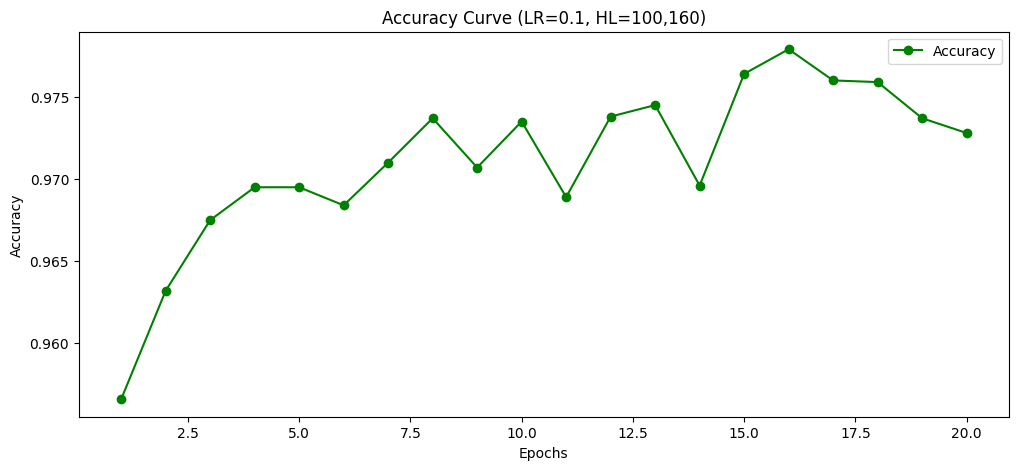 Accuracy Curve (LR=0.1, HL=100,160)
Accuracy
0.975
0.970
0.965
0.960
Accuracy
2.5 5.0 7.5 10.0 12.5 15.0 17.5 20.0
Epochs